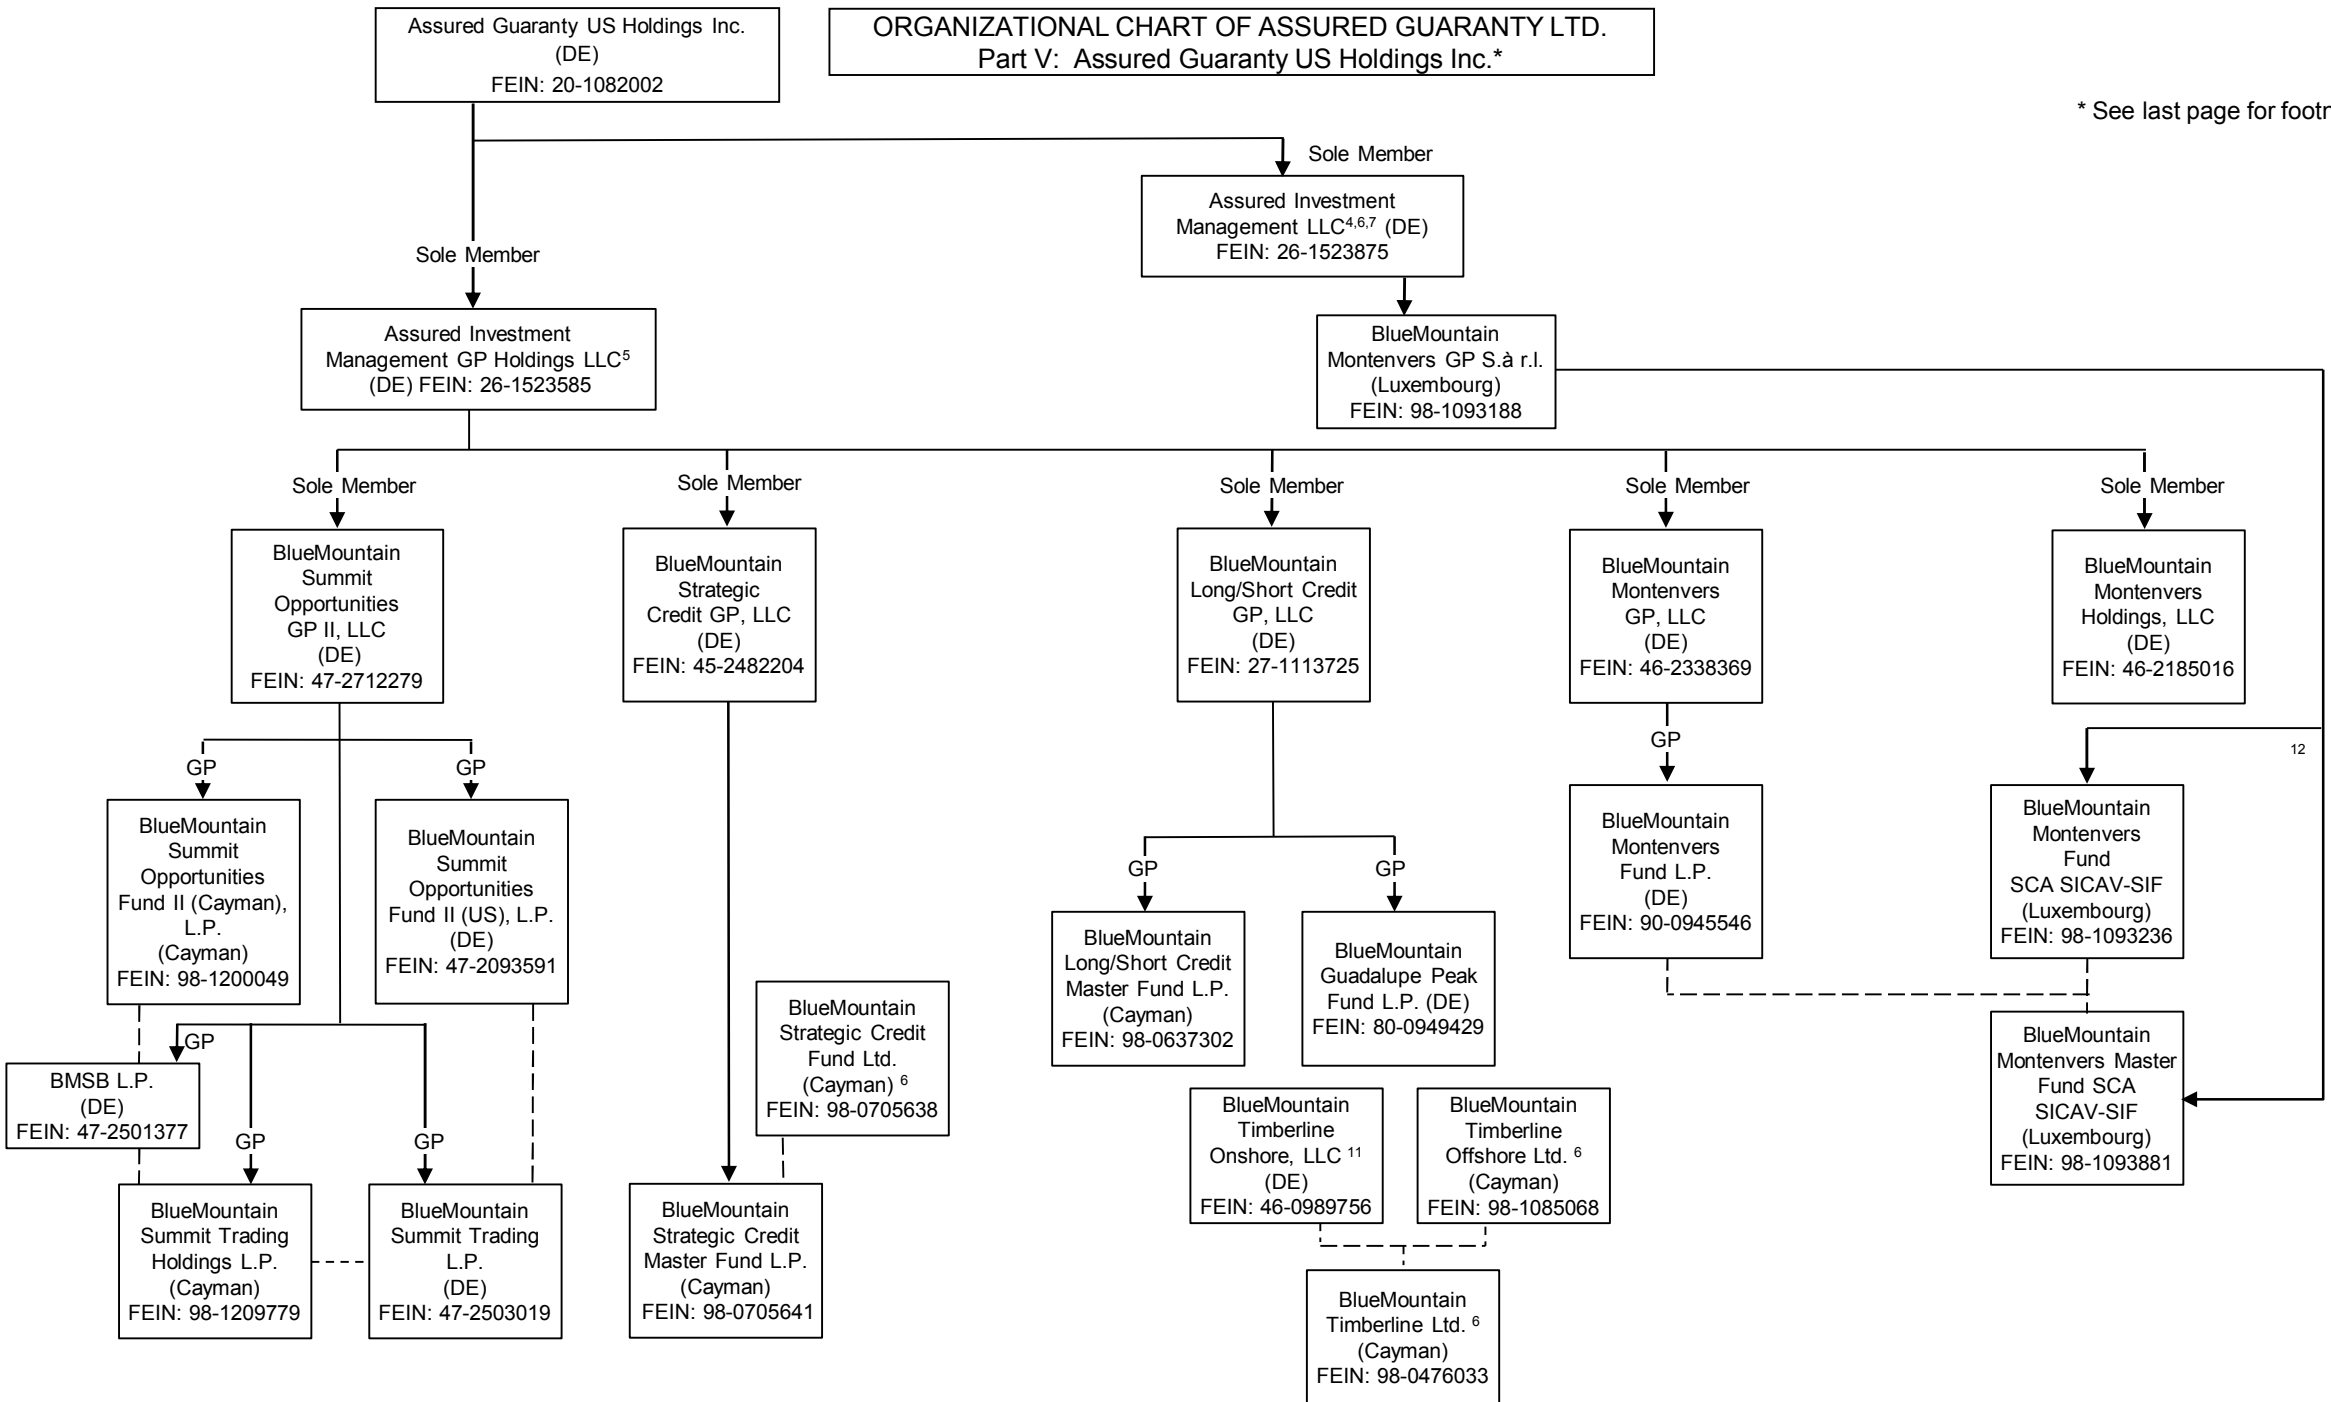 Assured Guaranty US Holdings Inc.
(DE)
FEIN: 20-1082002
ORGANIZATIONAL CHART OF ASSURED GUARANTY LTD.
Part V: Assured Guaranty US Holdings Inc.*
* See last page for footn
Sole Member
Assured Investment
Management LLC4,6,7 (DE)
FEIN: 26-1523875
Sole Member
Assured Investment
Management GP Holdings LLC5
(DE) FEIN: 26-1523585
BlueMountain
Montenvers GP S.à r.l.
(Luxembourg)
FEIN: 98-1093188
Sole Member
Sole Member
Sole Member
Sole Member
Sole Member
BlueMountain
Summit
Opportunities
GP II, LLC
(DE)
FEIN: 47-2712279
BlueMountain
Strategic
Credit GP, LLC
(DE)
FEIN: 45-2482204
BlueMountain
Long/Short Credit
GP, LLC
(DE)
FEIN: 27-1113725
BlueMountain
Montenvers
GP, LLC
(DE)
FEIN: 46-2338369
BlueMountain
Montenvers
Holdings, LLC
(DE)
FEIN: 46-2185016
GP
GP
GP
12
BlueMountain
Summit
Opportunities
Fund II (Cayman),
L.P.
(Cayman)
FEIN: 98-1200049
BlueMountain
Summit
Opportunities
Fund II (US), L.P.
(DE)
FEIN: 47-2093591
GP
GP
BlueMountain
Montenvers
Fund L.P.
(DE)
FEIN: 90-0945546
BlueMountain
Montenvers
Fund
SCA SICAV-SIF
(Luxembourg)
FEIN: 98-1093236
BlueMountain
Long/Short Credit
Master Fund L.P.
(Cayman)
FEIN: 98-0637302
BlueMountain
Guadalupe Peak
Fund L.P. (DE)
FEIN: 80-0949429
BlueMountain
Strategic Credit
Fund Ltd.
(Cayman) 6
FEIN: 98-0705638
GP
BMSB L.P.
(DE)
FEIN: 47-2501377
GP
GP
BlueMountain
Montenvers Master
Fund SCA
SICAV-SIF
(Luxembourg)
FEIN: 98-1093881
BlueMountain
Timberline
Onshore, LLC 11
(DE)
FEIN: 46-0989756
BlueMountain
Timberline
Offshore Ltd. 6
(Cayman)
FEIN: 98-1085068
BlueMountain
Summit Trading
Holdings L.P.
(Cayman)
FEIN: 98-1209779
BlueMountain
Summit Trading
L.P.
(DE)
FEIN: 47-2503019
BlueMountain
Strategic Credit
Master Fund L.P.
(Cayman)
FEIN: 98-0705641
BlueMountain
Timberline Ltd. 6
(Cayman)
FEIN: 98-0476033